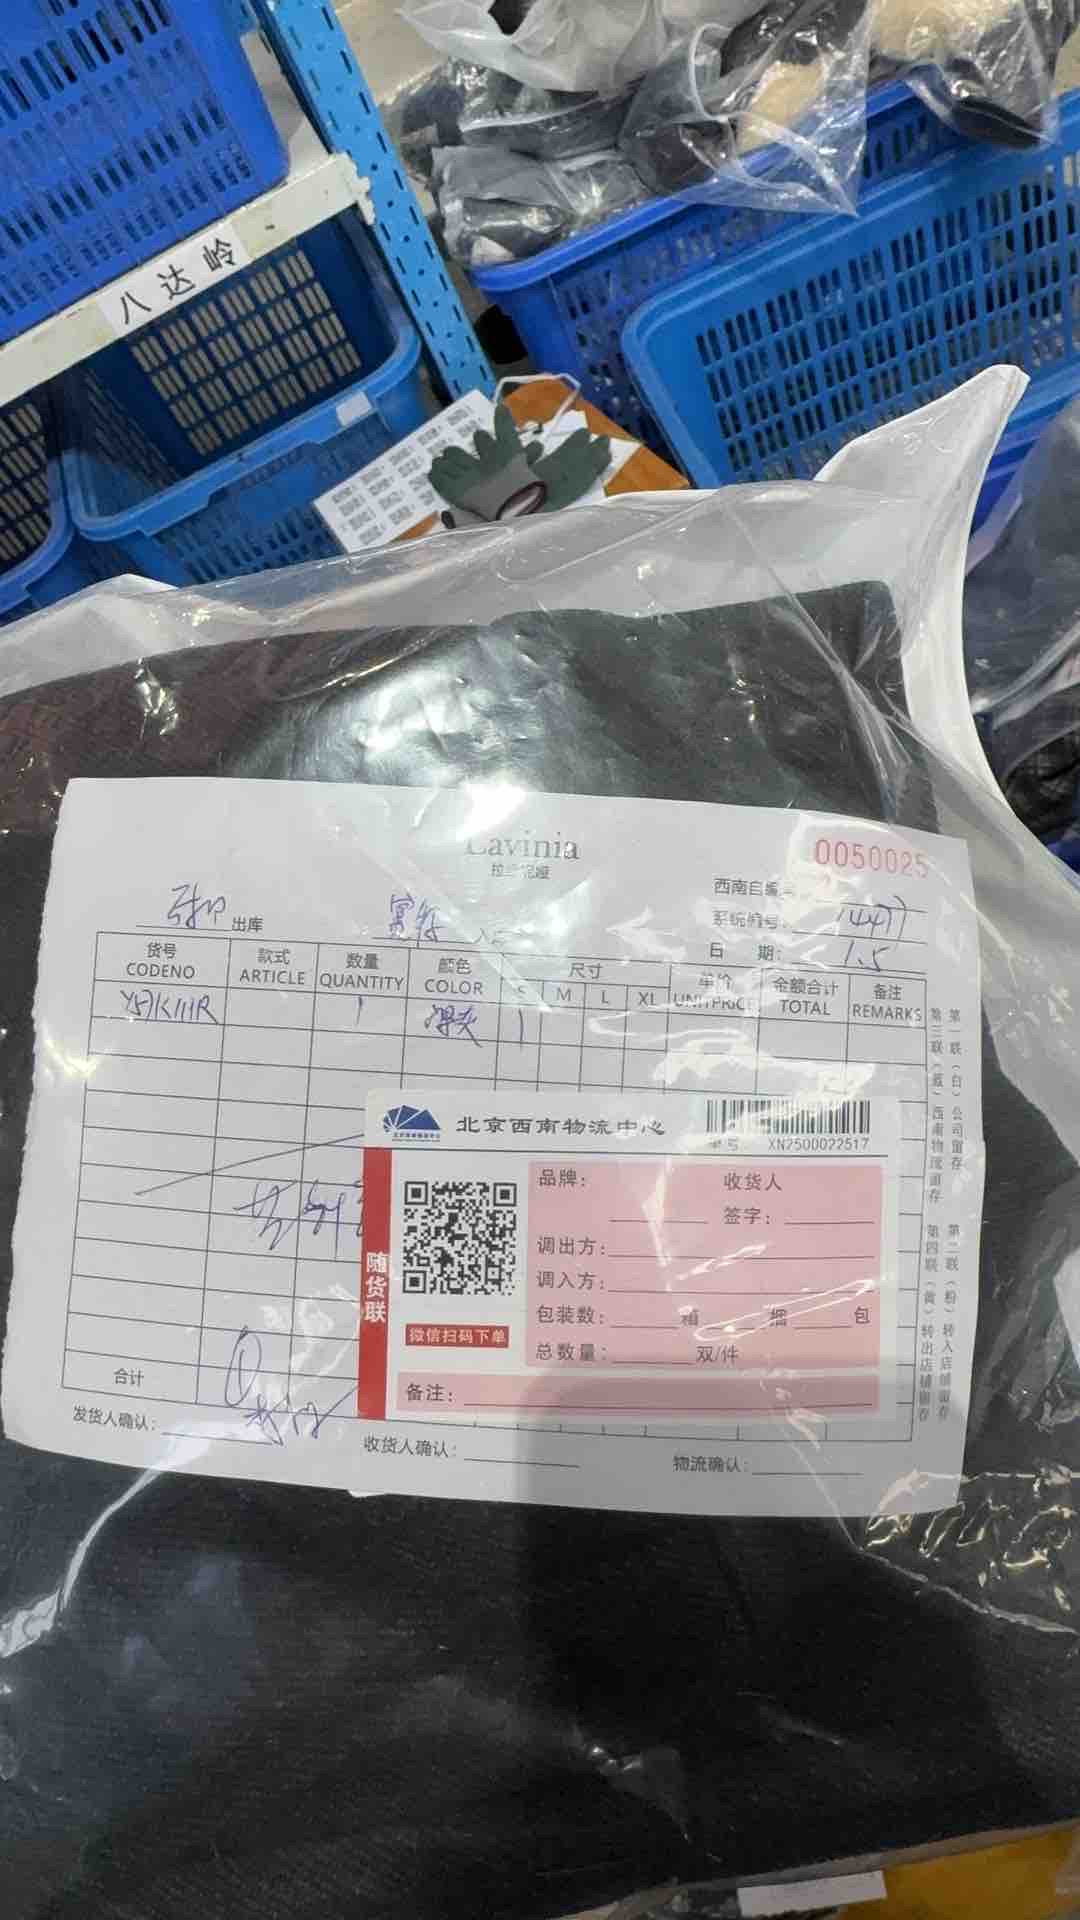 八达岭
Lavinia
拉维妮娅
0050025
西南自编号
出库
系统编号:
日 期: 1.5
货号 款式 数量 颜色 尺寸 单价 金额合计 备注
CODENO ARTICLE QUANTITY COLOR S M L XL UNITPRICE TOTAL REMARKS
1 深灰 1
第一联(白)公司留存
第二联(粉)转入店铺留存
第三联(蓝)西南物流留存
第四联(黄)转出店铺留存
北京西南物流中心
单号 XN2500022517
随货联
微信扫码下单
品牌: 收货人
签字:
调出方:
调入方:
包装数: 箱 捆 包
总数量: 双/件
备注:
合计
发货人确认:
收货人确认:
物流确认: